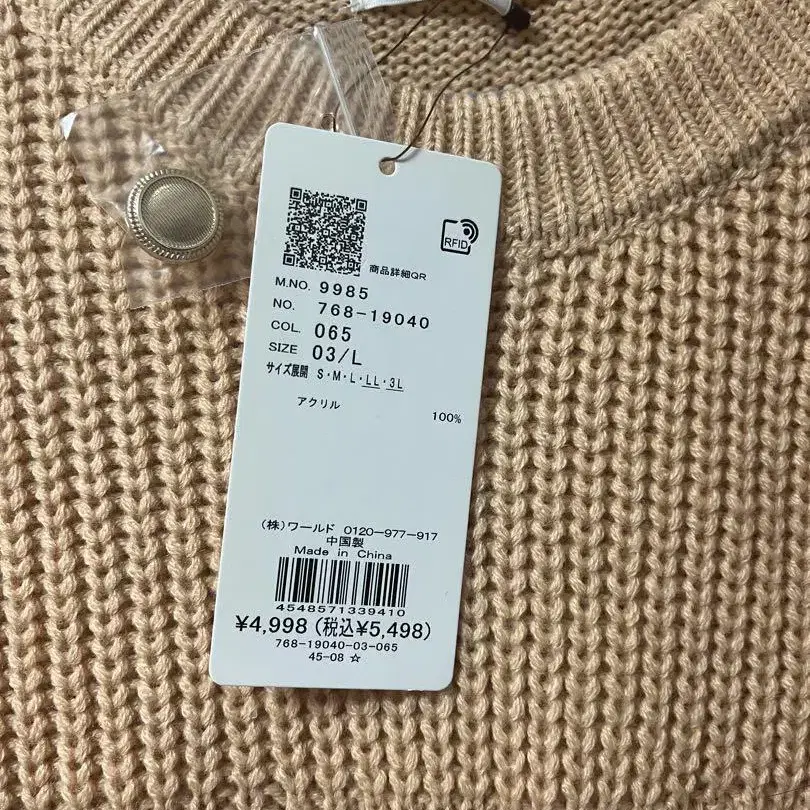 RFID
商品詳細QR
M.NO. 9985
NO. 768-19040
COL. 065
SIZE 03/L
サイズ展開 S・M・L・LL・3L
アクリル 100%
(株)ワールド 0120-977-917
中国製
Made in China
4548571339410
¥4,998(税込¥5,498)
768-19040-03-065
45-08 ☆